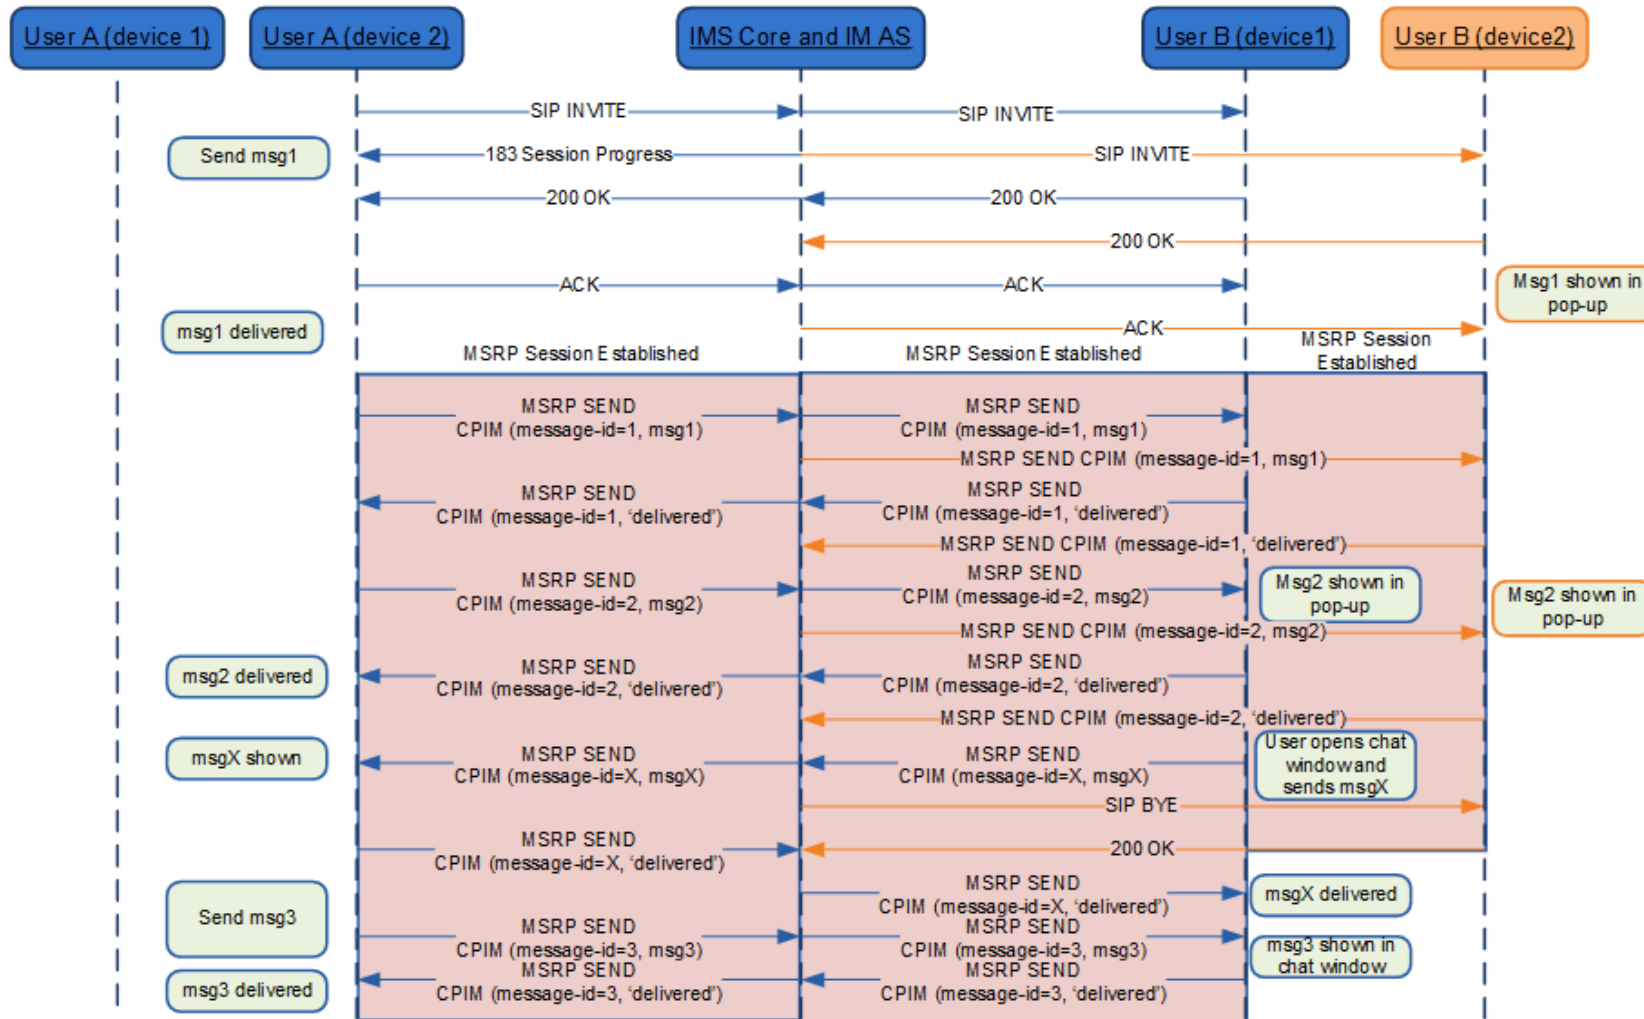 User A (device 1)
User A (device 2)
IMS Core and IM AS
User B (device1)
User B (device2)
SIP INVITE
SIP INVITE
Send msg1
183 Session Progress
SIP INVITE
200 OK
200 OK
200 OK
ACK
ACK
Msg1 shown in
pop-up
msg1 delivered
ACK
MSRP Session Established
MSRP Session Established
MSRP Session
Established
MSRP SEND
CPIM (message-id=1, msg1)
MSRP SEND
CPIM (message-id=1, msg1)
MSRP SEND CPIM (message-id=1, msg1)
MSRP SEND
CPIM (message-id=1, ‘delivered’)
MSRP SEND
CPIM (message-id=1, ‘delivered’)
MSRP SEND CPIM (message-id=1, ‘delivered’)
MSRP SEND
CPIM (message-id=2, msg2)
MSRP SEND
CPIM (message-id=2, msg2)
Msg2 shown in
pop-up
Msg2 shown in
pop-up
MSRP SEND CPIM (message-id=2, msg2)
msg2 delivered
MSRP SEND
CPIM (message-id=2, ‘delivered’)
MSRP SEND
CPIM (message-id=2, ‘delivered’)
MSRP SEND CPIM (message-id=2, ‘delivered’)
msgX shown
MSRP SEND
CPIM (message-id=X, msgX)
MSRP SEND
CPIM (message-id=X, msgX)
User opens chat
window and
sends msgX
SIP BYE
MSRP SEND
CPIM (message-id=X, ‘delivered’)
200 OK
MSRP SEND
CPIM (message-id=X, ‘delivered’)
msgX delivered
Send msg3
MSRP SEND
CPIM (message-id=3, msg3)
MSRP SEND
CPIM (message-id=3, msg3)
msg3 shown in
chat window
msg3 delivered
MSRP SEND
CPIM (message-id=3, ‘delivered’)
MSRP SEND
CPIM (message-id=3, ‘delivered’)